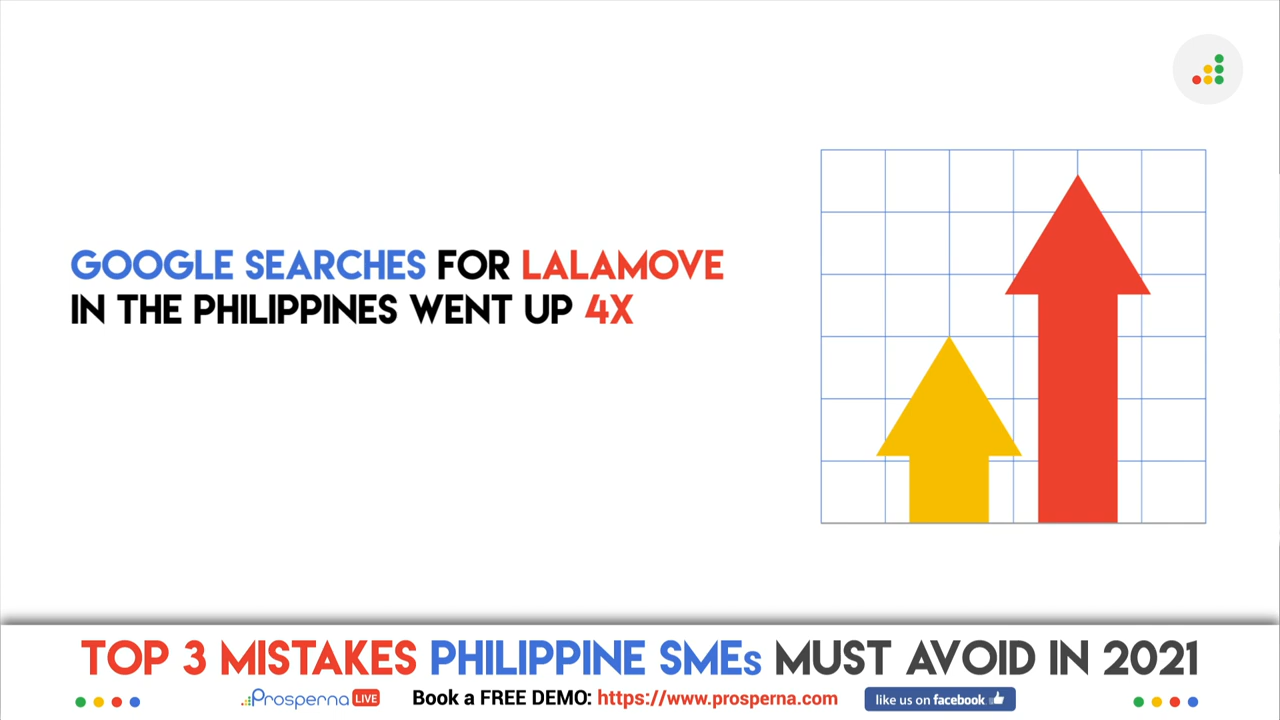 GOOGLE SEARCHES FOR LALAMOVE
IN THE PHILIPPINES WENT UP 4X
TOP 3 MISTAKES PHILIPPINE SMEs MUST AVOID IN 2021
Prosperna LIVE Book a FREE DEMO: https://www.prosperna.com like us on facebook